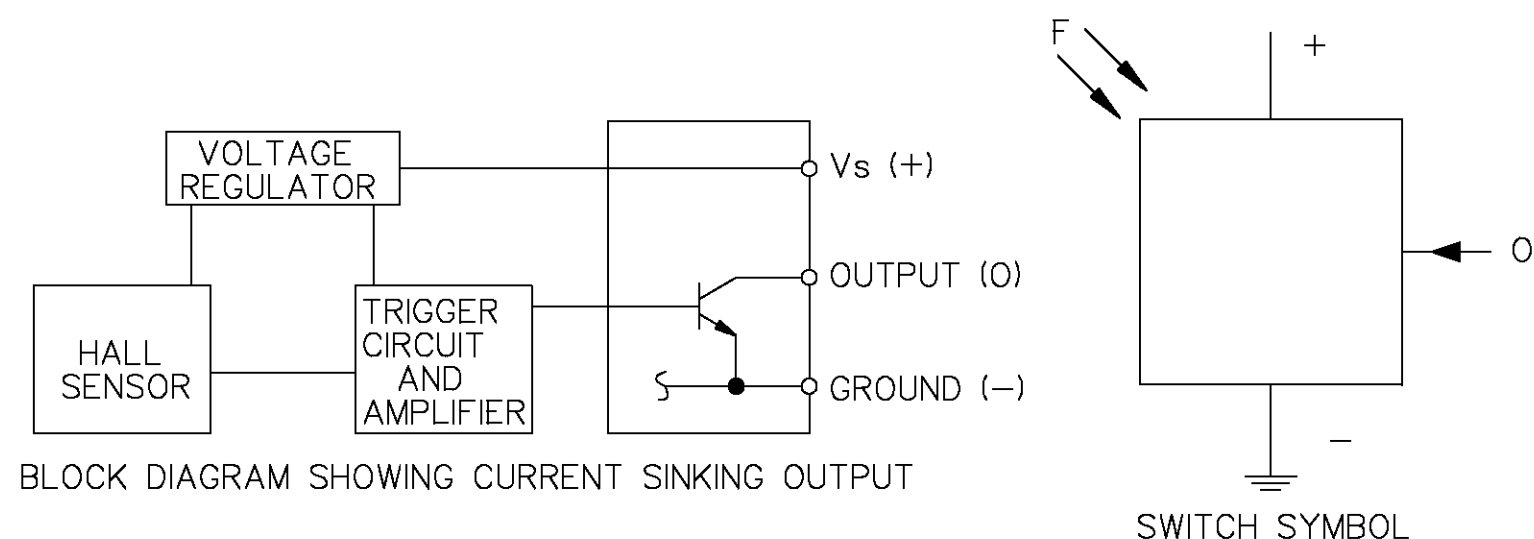 VOLTAGE
REGULATOR
HALL
SENSOR
TRIGGER
CIRCUIT
AND
AMPLIFIER
Vs (+)
OUTPUT (O)
GROUND (−)
BLOCK DIAGRAM SHOWING CURRENT SINKING OUTPUT
F
+
O
−
SWITCH SYMBOL